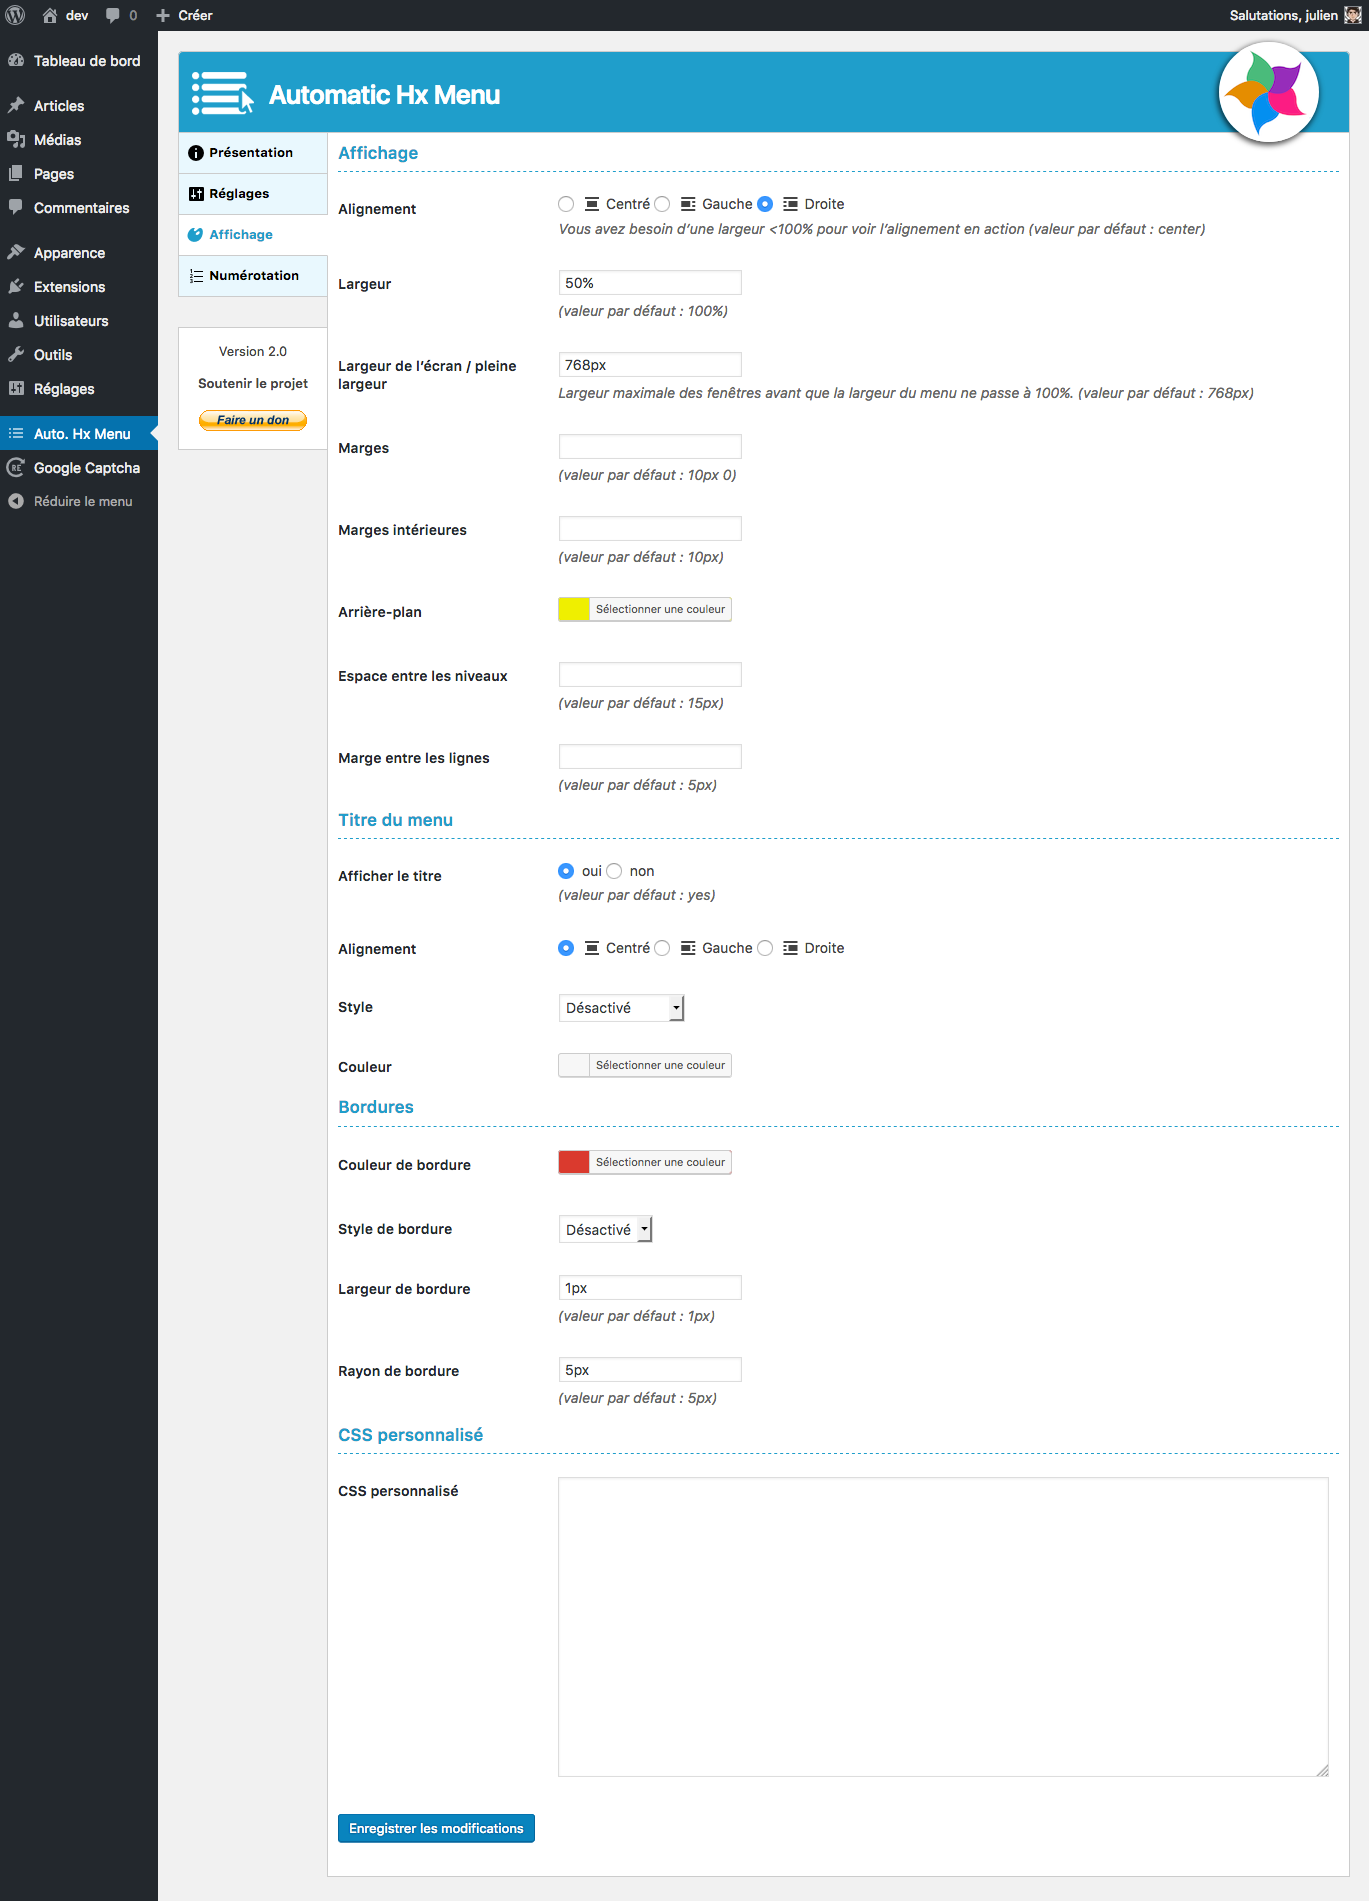 dev 0 Créer Salutations, julien
Tableau de bord
Articles
Médias
Pages
Commentaires
Apparence
Extensions
Utilisateurs
Outils
Réglages
Auto. Hx Menu
Google Captcha
Réduire le menu
Automatic Hx Menu
Présentation
Réglages
Affichage
Numérotation
Version 2.0
Soutenir le projet
Faire un don
Affichage
Alignement Centré Gauche Droite
Vous avez besoin d’une largeur <100% pour voir l’alignement en action (valeur par défaut : center)
Largeur 50%
(valeur par défaut : 100%)
Largeur de l’écran / pleine largeur 768px
Largeur maximale des fenêtres avant que la largeur du menu ne passe à 100%. (valeur par défaut : 768px)
Marges
(valeur par défaut : 10px 0)
Marges intérieures
(valeur par défaut : 10px)
Arrière-plan Sélectionner une couleur
Espace entre les niveaux
(valeur par défaut : 15px)
Marge entre les lignes
(valeur par défaut : 5px)
Titre du menu
Afficher le titre oui non
(valeur par défaut : yes)
Alignement Centré Gauche Droite
Style Désactivé
Couleur Sélectionner une couleur
Bordures
Couleur de bordure Sélectionner une couleur
Style de bordure Désactivé
Largeur de bordure 1px
(valeur par défaut : 1px)
Rayon de bordure 5px
(valeur par défaut : 5px)
CSS personnalisé
CSS personnalisé
Enregistrer les modifications